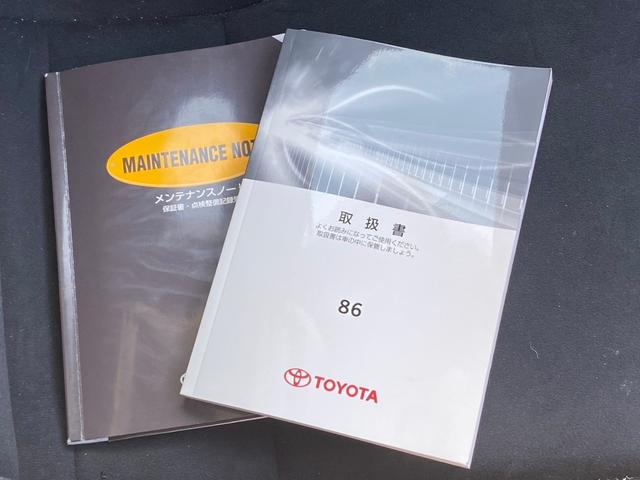 MAINTENANCE NO
メンテナンスノート
保証書・点検整備記録簿
取扱書
よくお読みになってご使用ください。
取扱書は車の中に保管しましょう。
86
TOYOTA